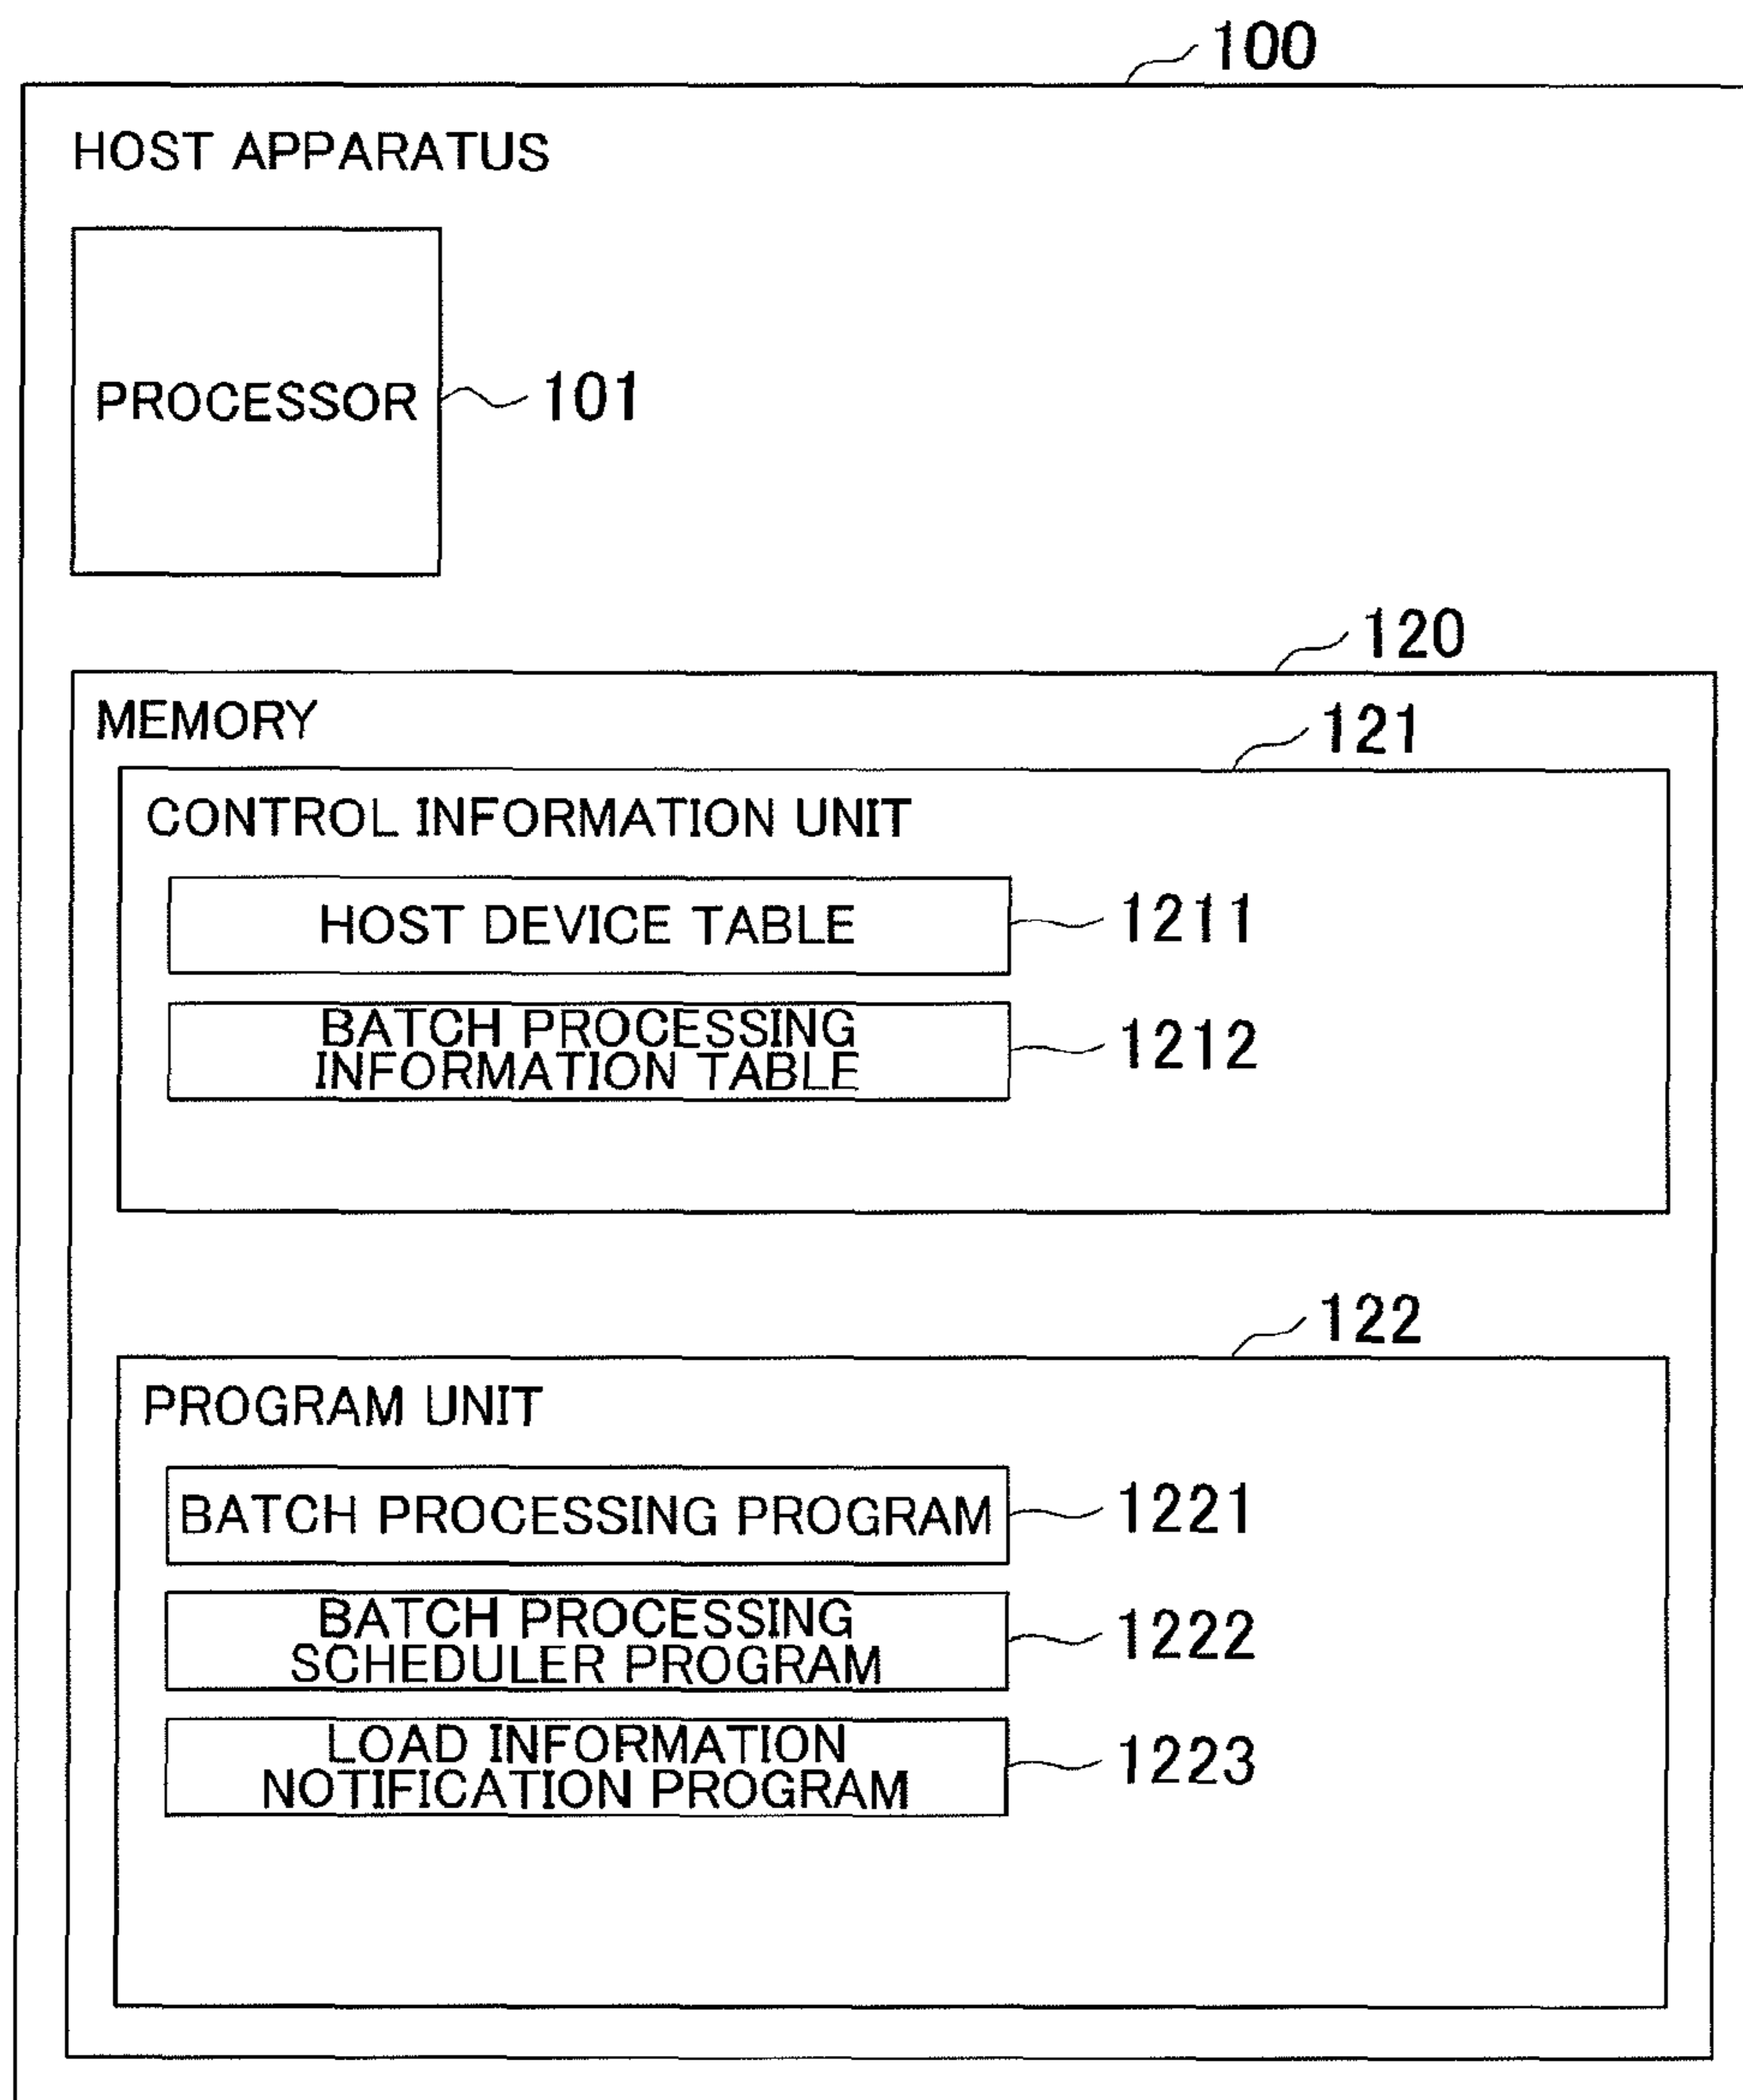 100
HOST APPARATUS
PROCESSOR
101
120
MEMORY
121
CONTROL INFORMATION UNIT
HOST DEVICE TABLE
1211
BATCH PROCESSING
INFORMATION TABLE
1212
122
PROGRAM UNIT
BATCH PROCESSING PROGRAM
1221
BATCH PROCESSING
SCHEDULER PROGRAM
1222
LOAD INFORMATION
NOTIFICATION PROGRAM
1223